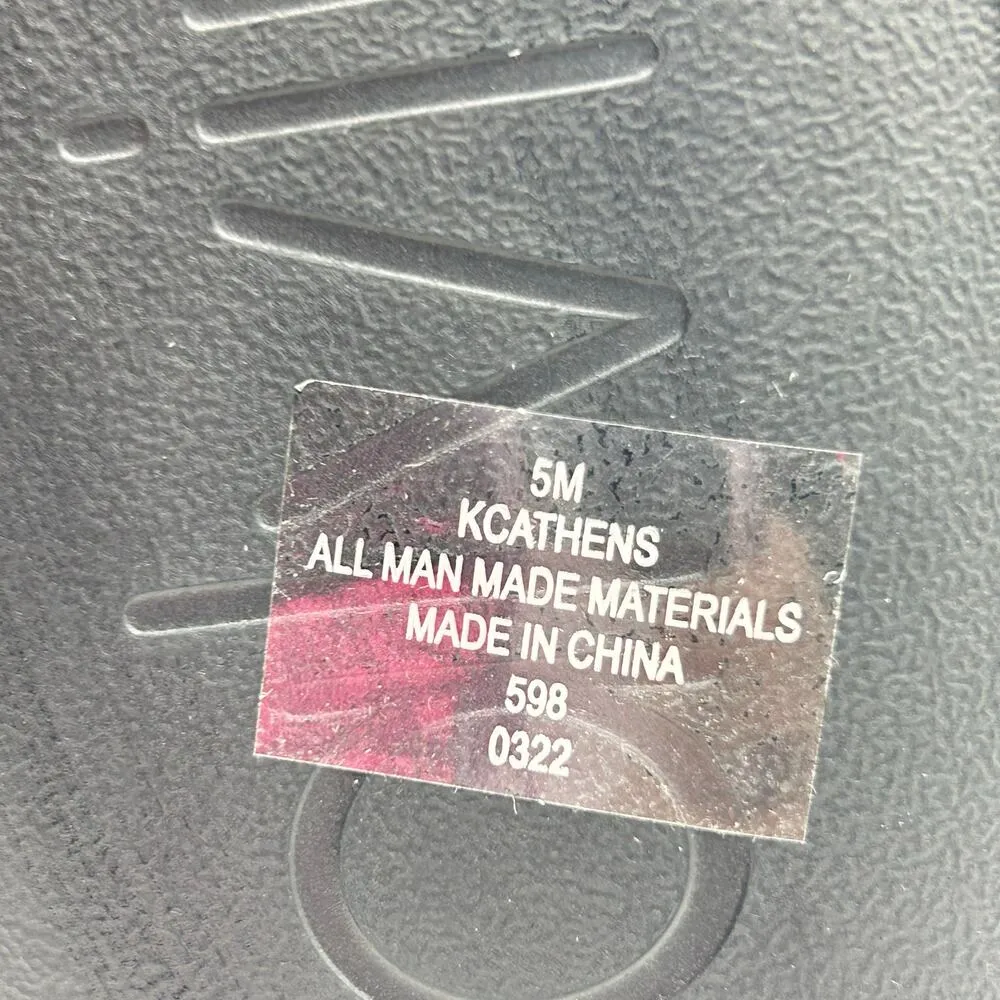 5M
KCATHENS
ALL MAN MADE MATERIALS
MADE IN CHINA
598
0322